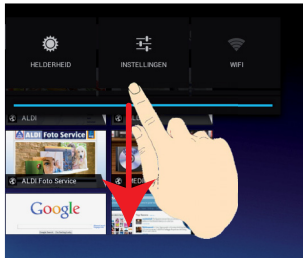 HELDERHEID INSTELLINGEN WIFI
ALDI
ALDI Foto Service
ALDI Foto Service
Google